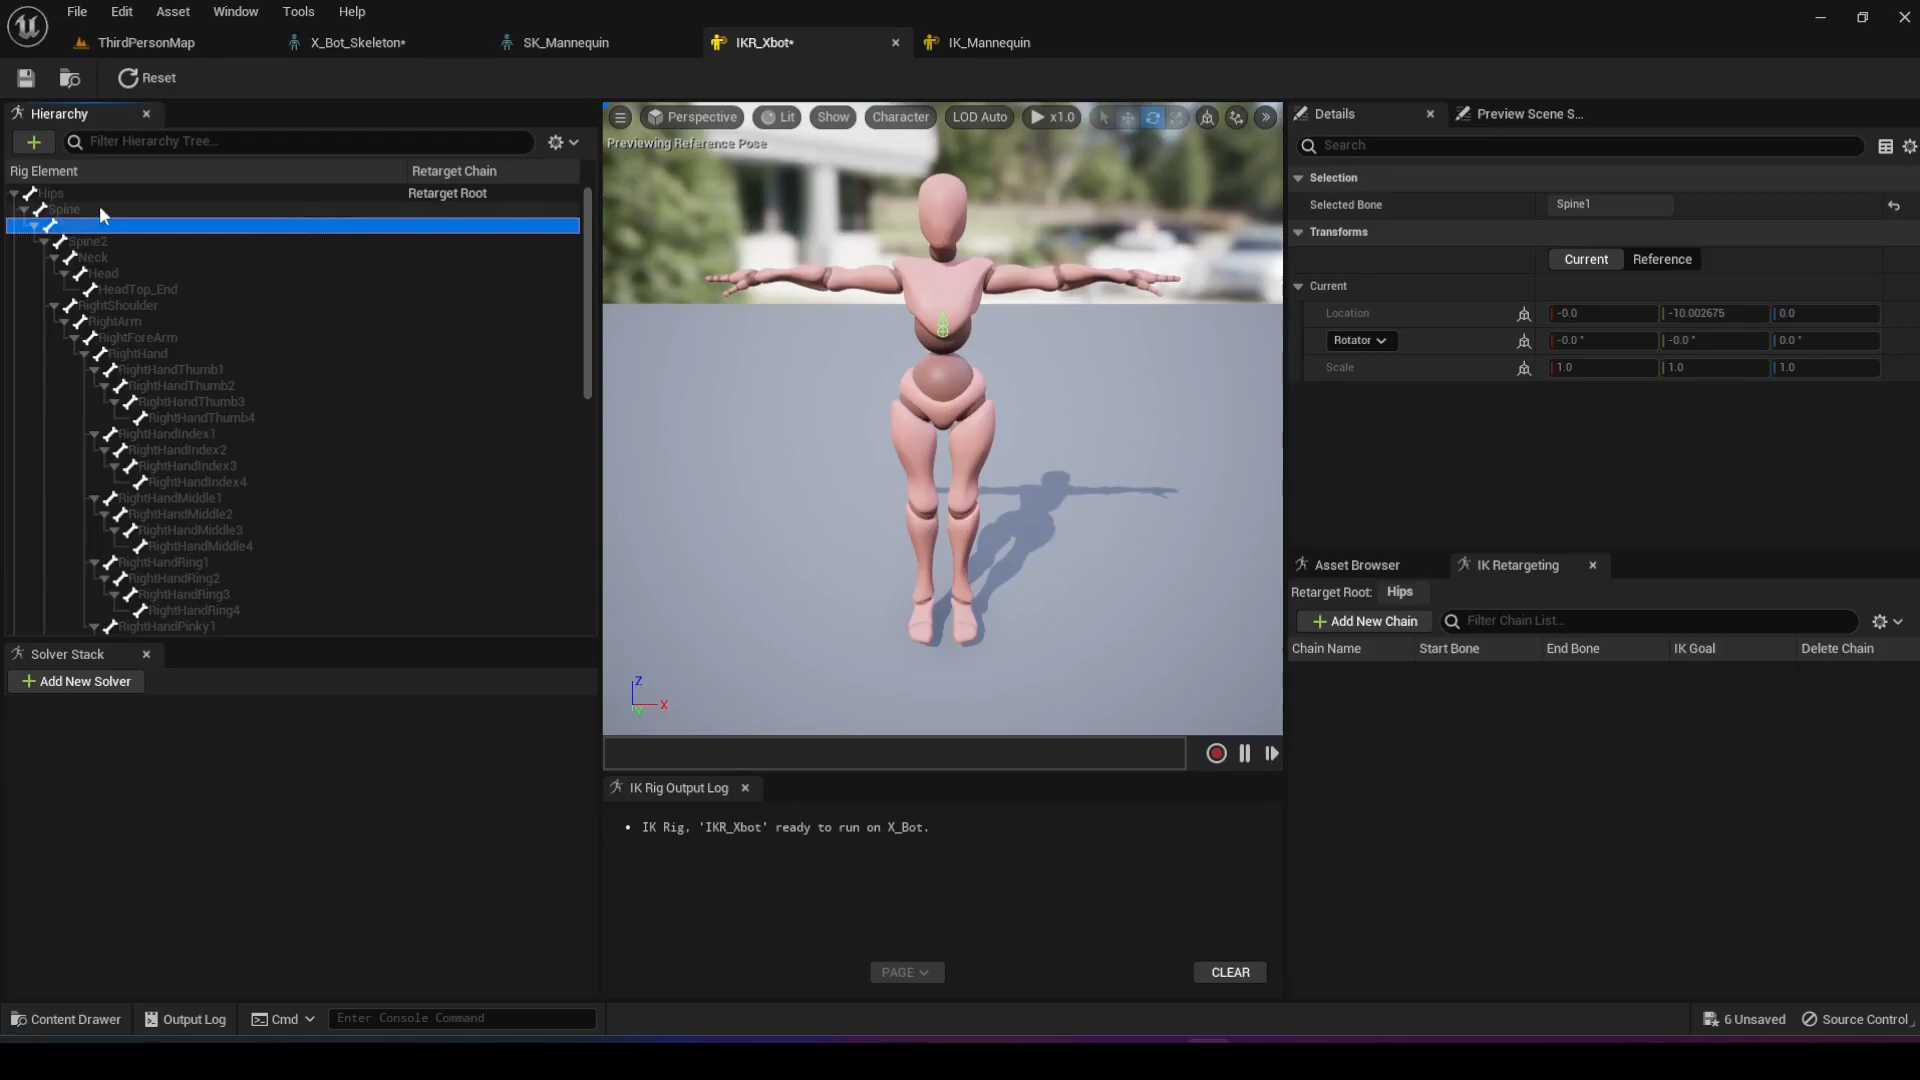 File Edit Asset Window Tools Help
ThirdPersonMap X_Bot_Skeleton* SK_Mannequin IKR_Xbot* IK_Mannequin
Reset
Hierarchy
Filter Hierarchy Tree...
Rig Element Retarget Chain
Hips Retarget Root
Spine
Spine2
Neck
Head
HeadTop_End
RightShoulder
RightArm
RightForeArm
RightHand
RightHandThumb1
RightHandThumb2
RightHandThumb3
RightHandThumb4
RightHandIndex1
RightHandIndex2
RightHandIndex3
RightHandIndex4
RightHandMiddle1
RightHandMiddle2
RightHandMiddle3
RightHandMiddle4
RightHandRing1
RightHandRing2
RightHandRing3
RightHandRing4
RightHandPinky1
Solver Stack
Add New Solver
Perspective Lit Show Character LOD Auto x1.0
Previewing Reference Pose
Z
X
Y
IK Rig Output Log
• IK Rig, 'IKR_Xbot' ready to run on X_Bot.
PAGE CLEAR
Details Preview Scene S...
Search
Selection
Selected Bone Spine1
Transforms
Current Reference
Current
Location -0.0 -10.002675 0.0
Rotator -0.0 ° -0.0 ° 0.0 °
Scale 1.0 1.0 1.0
Asset Browser IK Retargeting
Retarget Root: Hips
Add New Chain Filter Chain List...
Chain Name Start Bone End Bone IK Goal Delete Chain
Content Drawer Output Log Cmd Enter Console Command 6 Unsaved Source Control